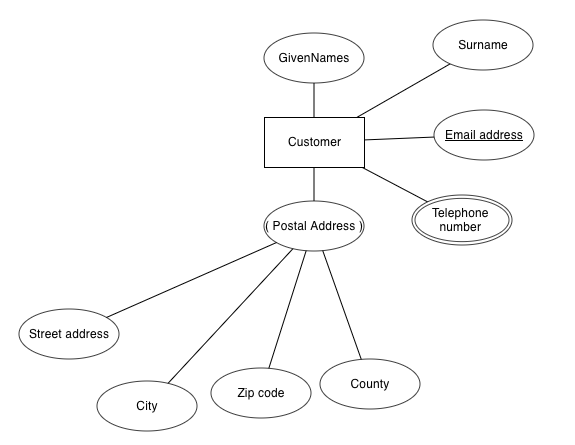 Surname
GivenNames
Email address
Customer
Telephone
number
( Postal Address )
Street address
County
Zip code
City